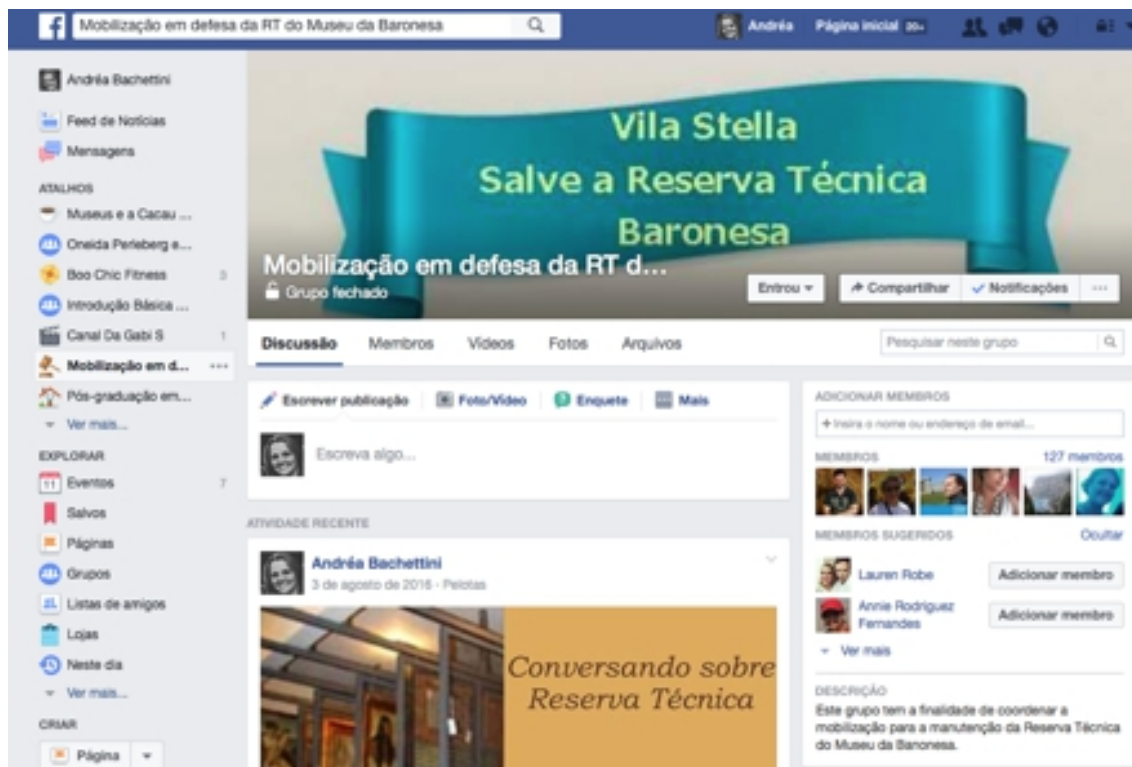 f
Mobilização em defesa da RT do Museu da Baronesa
Andréa
Página inicial 20+
Andréa Bachettini
Feed de Notícias
Mensagens
ATALHOS
Museus e a Cacau ...
Oneida Perleberg e...
Boo Chic Fitness 3
Introdução Básica ...
Canal Da Gabi S 1
Mobilização em d... ...
Pós-graduação em...
Ver mais...
EXPLORAR
11 Eventos 7
Salvos
Páginas
Grupos
Listas de amigos
Lojas
Neste dia
Ver mais...
CRIAR
Página
Vila Stella
Salve a Reserva Técnica
Baronesa
Mobilização em defesa da RT d...
Grupo fechado
Entrou
Compartilhar
Notificações
...
Discussão Membros Vídeos Fotos Arquivos
Pesquisar neste grupo
Escrever publicação Foto/Vídeo Enquete Mais
Escreva algo...
ATIVIDADE RECENTE
Andréa Bachettini
3 de agosto de 2016 · Pelotas
Conversando sobre
Reserva Técnica
ADICIONAR MEMBROS
+ Insira o nome ou endereço de email...
MEMBROS 127 membros
MEMBROS SUGERIDOS Ocultar
Lauren Robe Adicionar membro
Annie Rodriguez
Fernandes
Adicionar membro
Ver mais
DESCRIÇÃO
Este grupo tem a finalidade de coordenar a
mobilização para a manutenção da Reserva Técnica
do Museu da Baronesa.